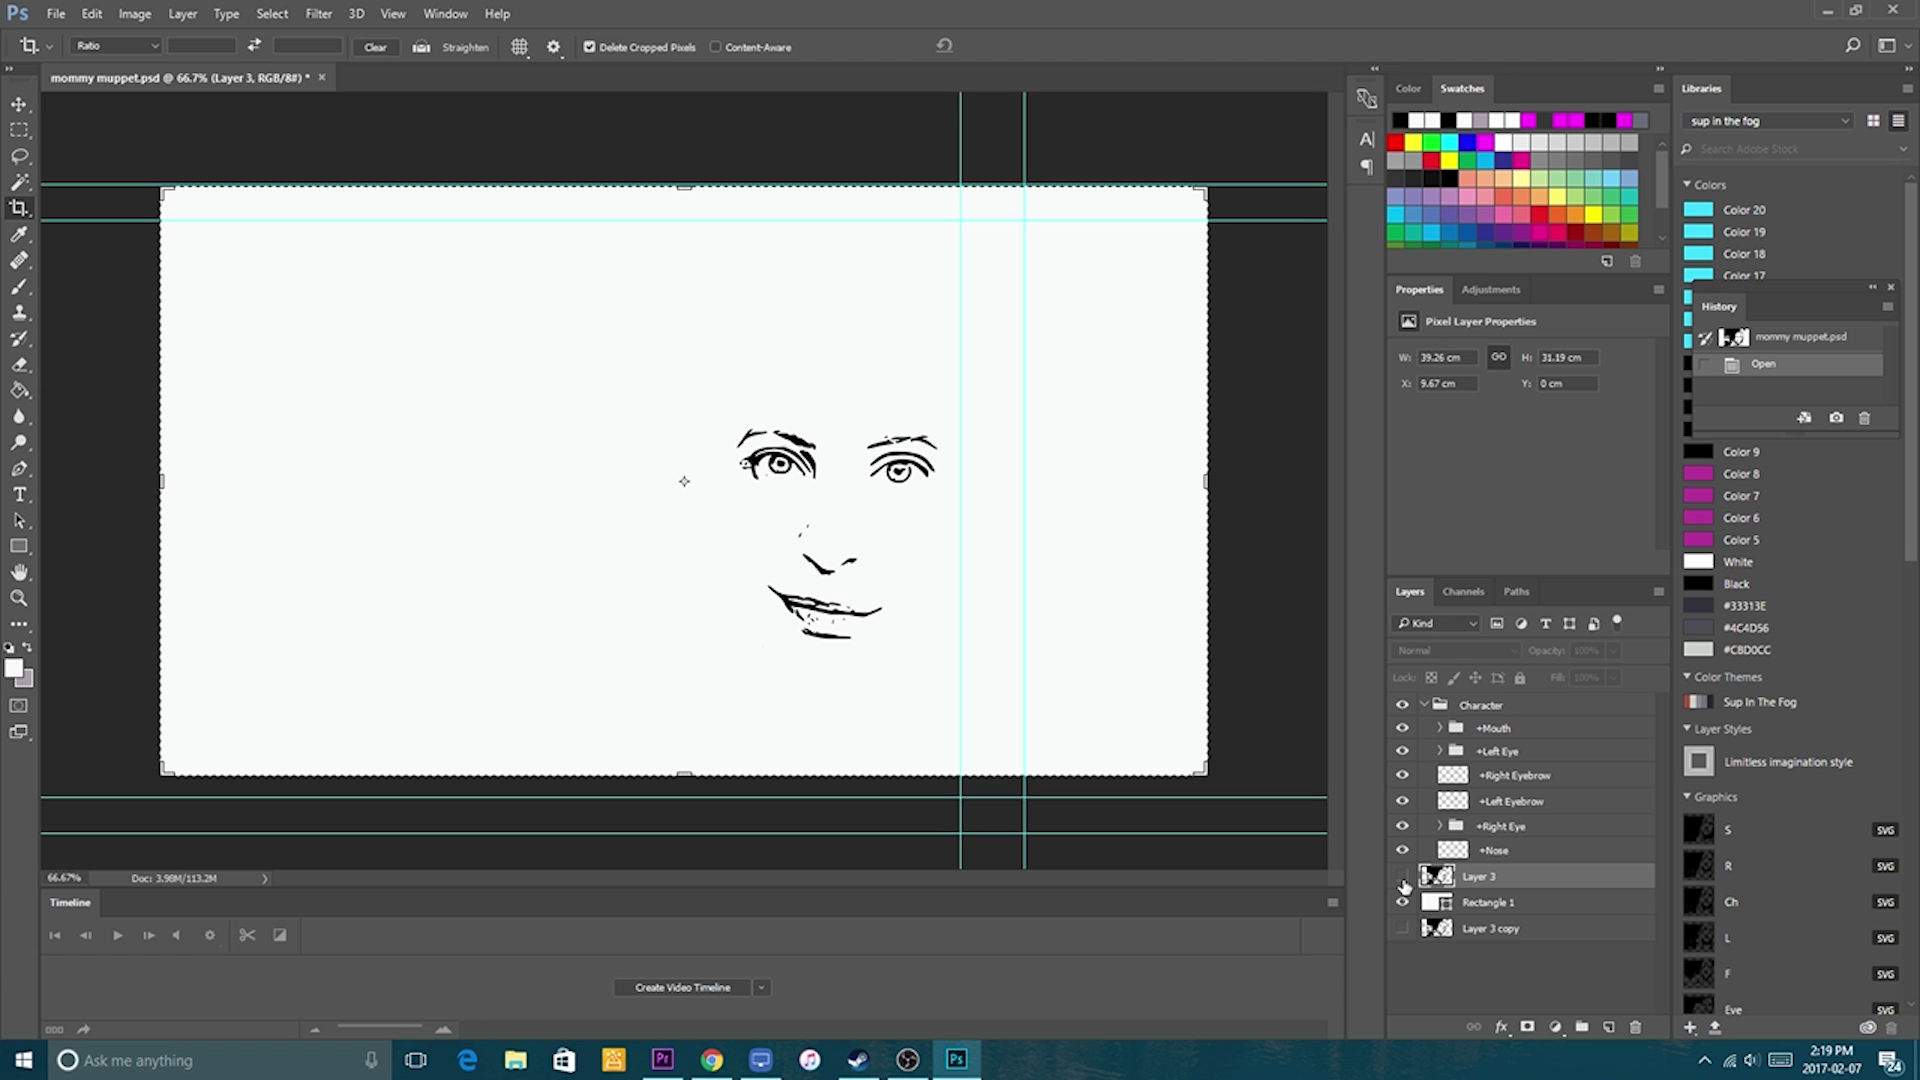 Ps File Edit Image Layer Type Select Filter 3D View Window Help
Ratio Clear Straighten Delete Cropped Pixels Content-Aware
mommy muppet.psd @ 66.7% (Layer 3, RGB/8#) * ×
Color Swatches
Libraries
sup in the fog
Search Adobe Stock
Colors
Color 20
Color 19
Color 18
Color 17
Properties Adjustments
Pixel Layer Properties
W: 39.26 cm H: 31.19 cm
X: 9.67 cm Y: 0 cm
History
mommy muppet.psd
Open
Color 9
Color 8
Color 7
Color 6
Color 5
White
Black
#33313E
#4C4D56
#CBD0CC
Color Themes
Sup In The Fog
Layer Styles
Limitless imagination style
Graphics
S SVG
R SVG
Ch SVG
L SVG
F SVG
Eye SVG
Layers Channels Paths
Kind
Normal Opacity: 100%
Lock: Fill: 100%
Character
+Mouth
+Left Eye
+Right Eyebrow
+Left Eyebrow
+Right Eye
+Nose
Layer 3
Rectangle 1
Layer 3 copy
66.67% Doc: 3.98M/113.2M
Timeline
Create Video Timeline
Ask me anything
Pr
Ps
2:19 PM
2017-02-07
24